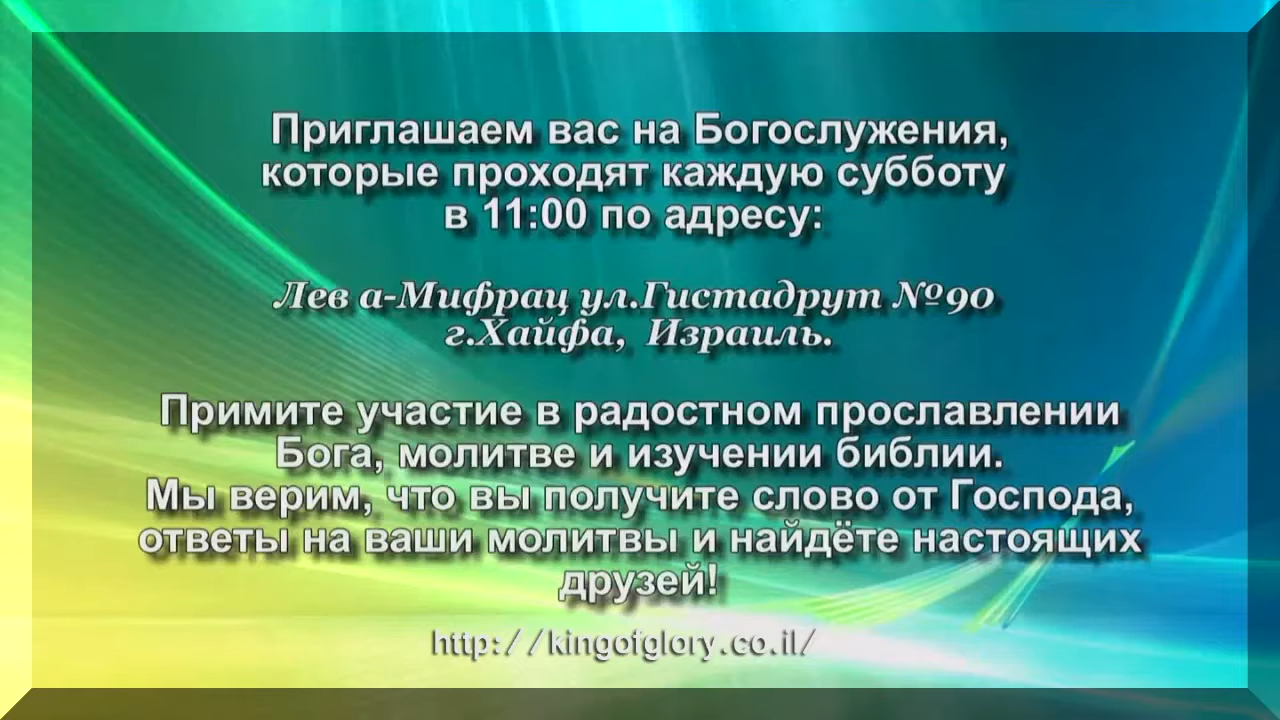 Приглашаем вас на Богослужения,
которые проходят каждую субботу
в 11:00 по адресу:
Лев а-Мифрац ул.Гистадрут №90
г.Хайфа, Израиль.
Примите участие в радостном прославлении
Бога, молитве и изучении библии.
Мы верим, что вы получите слово от Господа,
ответы на ваши молитвы и найдёте настоящих
друзей!
http://kingofglory.co.il/